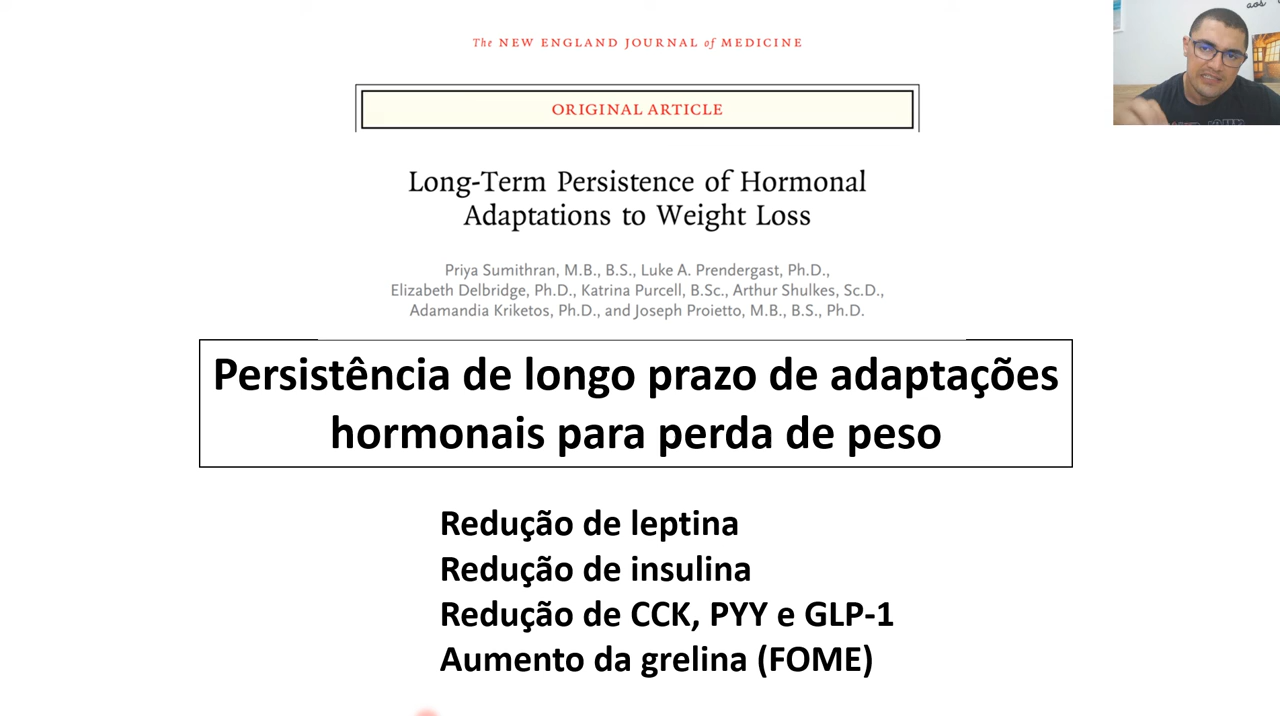 aos
The NEW ENGLAND JOURNAL of MEDICINE
ORIGINAL ARTICLE
Long-Term Persistence of Hormonal
Adaptations to Weight Loss
Priya Sumithran, M.B., B.S., Luke A. Prendergast, Ph.D.,
Elizabeth Delbridge, Ph.D., Katrina Purcell, B.Sc., Arthur Shulkes, Sc.D.,
Adamandia Kriketos, Ph.D., and Joseph Proietto, M.B., B.S., Ph.D.
Persistência de longo prazo de adaptações
hormonais para perda de peso
Redução de leptina
Redução de insulina
Redução de CCK, PYY e GLP-1
Aumento da grelina (FOME)